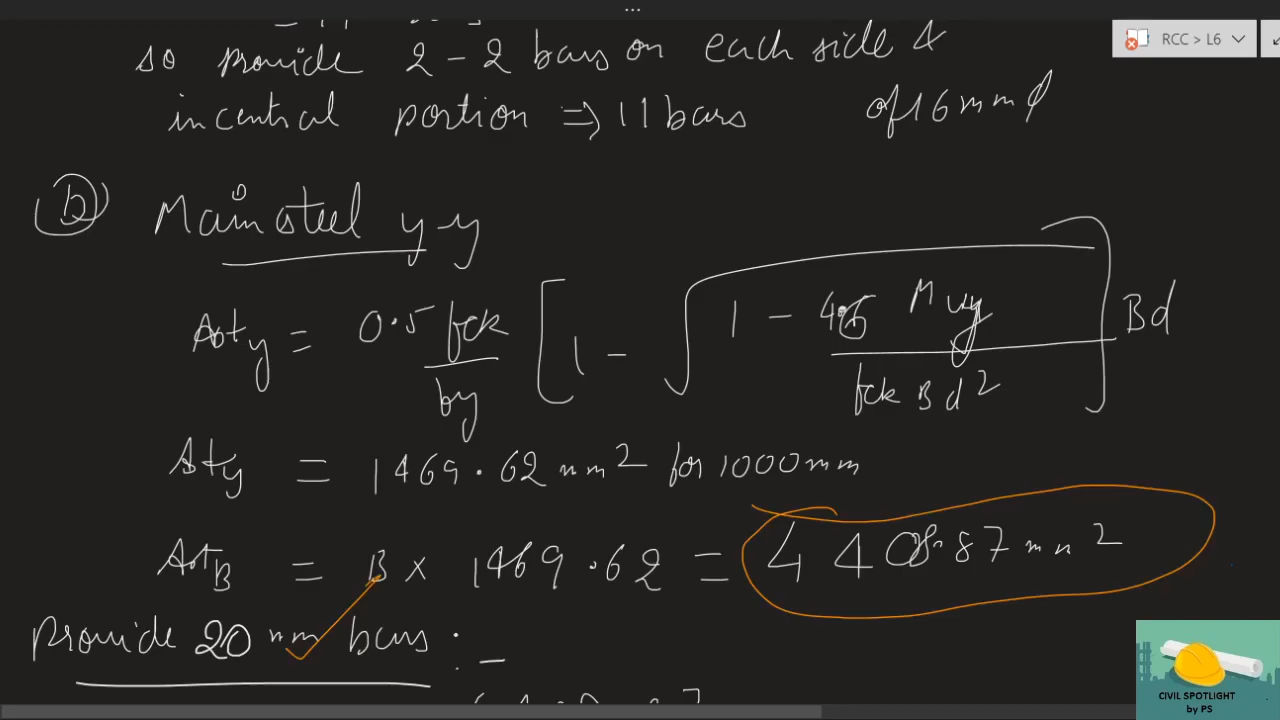 ...
RCC > L6
so provide 2-2 bars on each side &
in central portion ⇒ 11 bars of 16mm ϕ
(b) Main steel y-y
Asty = 0.5 fck / by [1 - √(1 - 4.6 Muy / fck Bd²)] Bd
Asty = 1469.62 mm² for 1000mm
AstB = B × 1469.62 = 4408.87 mm²
provide 20 mm bars :-
CIVIL SPOTLIGHT
by PS